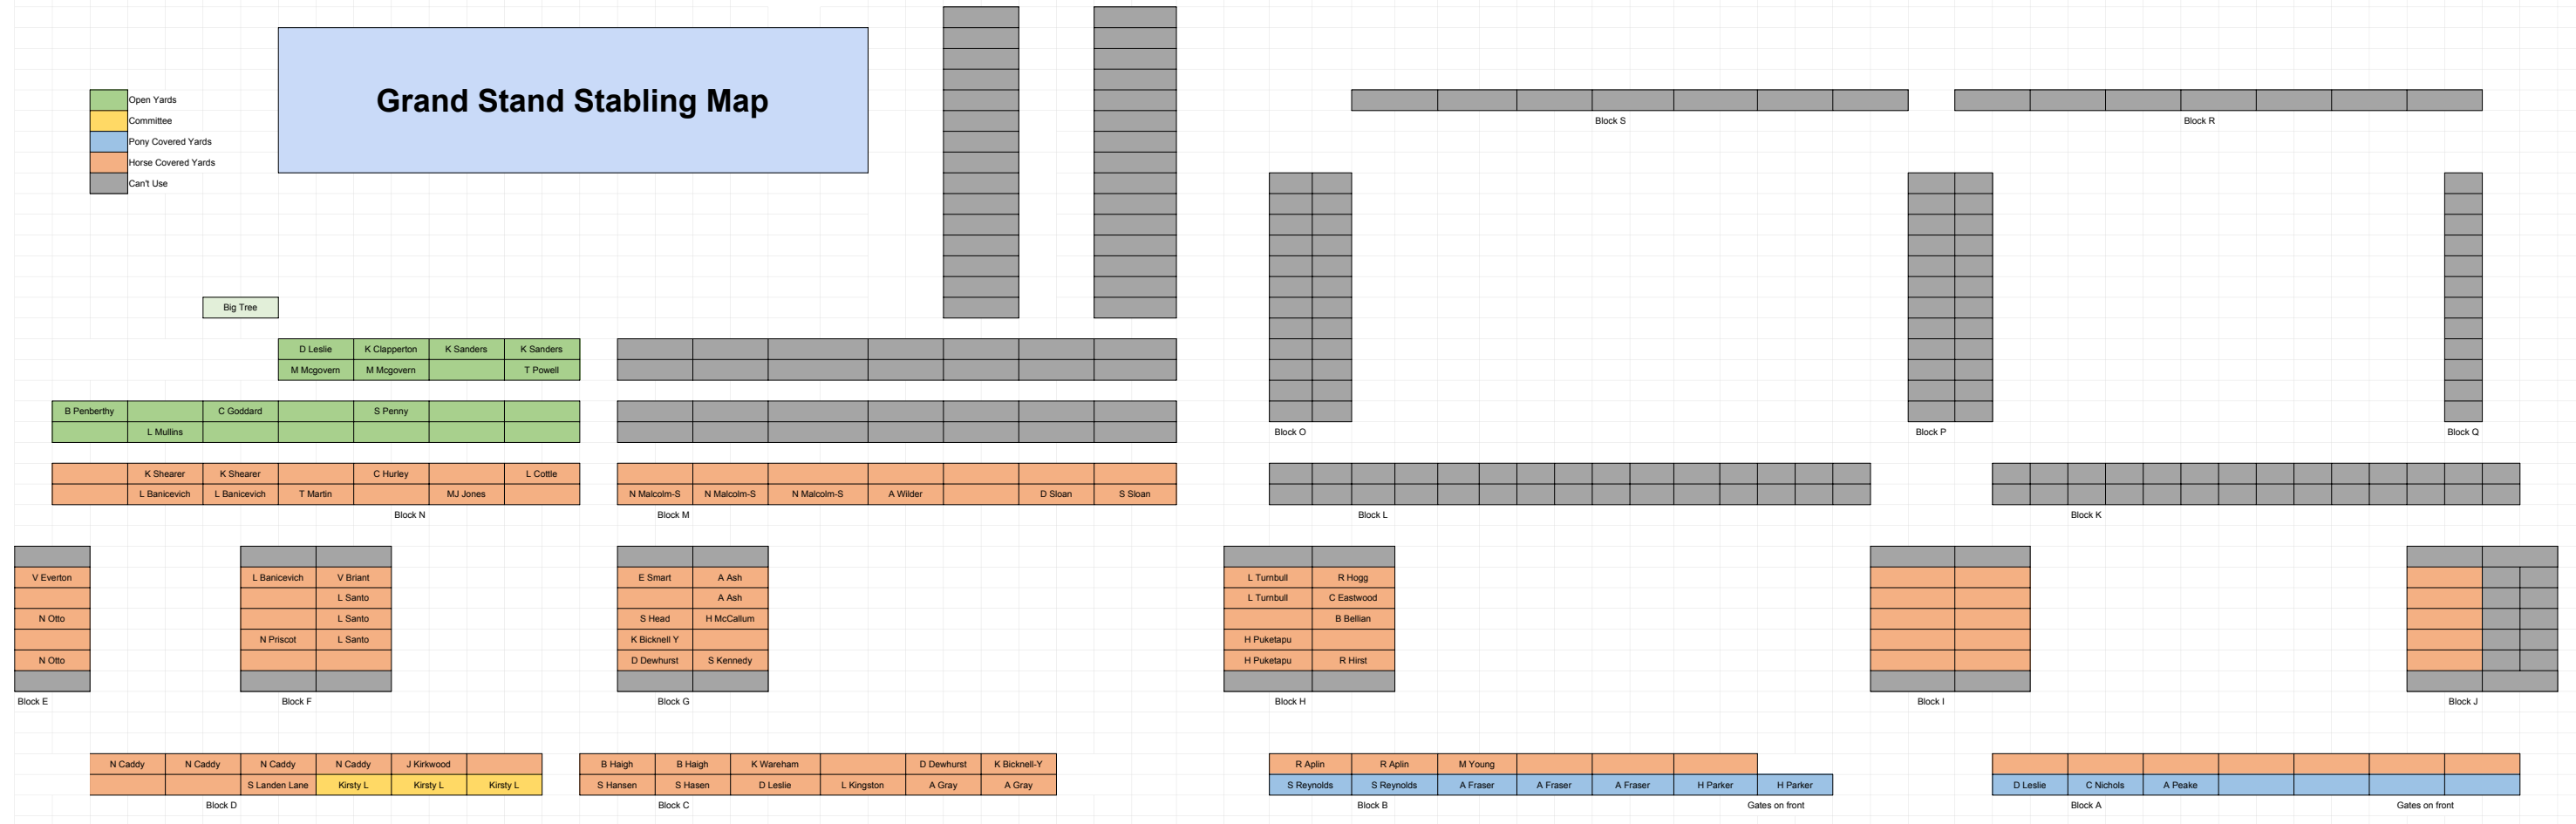 Grand Stand Stabling Map
Open Yards
Committee
Pony Covered Yards
Horse Covered Yards
Can't Use
Block S Block R
Big Tree
D Leslie K Clapperton K Sanders K Sanders
M Mcgovern M Mcgovern T Powell
B Penberthy C Goddard S Penny
L Mullins
Block O Block P Block Q
K Shearer K Shearer C Hurley L Cottle
L Banicevich L Banicevich T Martin MJ Jones N Malcolm-S N Malcolm-S N Malcolm-S A Wilder D Sloan S Sloan
Block N Block M Block L Block K
V Everton L Banicevich V Briant E Smart A Ash L Turnbull R Hogg
L Santo A Ash L Turnbull C Eastwood
N Otto L Santo S Head H McCallum B Bellian
N Priscot L Santo K Bicknell Y H Puketapu
N Otto D Dewhurst S Kennedy H Puketapu R Hirst
Block E Block F Block G Block H Block I Block J
N Caddy N Caddy N Caddy N Caddy J Kirkwood B Haigh B Haigh K Wareham D Dewhurst K Bicknell-Y R Aplin R Aplin M Young
S Landen Lane Kirsty L Kirsty L Kirsty L S Hansen S Hasen D Leslie L Kingston A Gray A Gray S Reynolds S Reynolds A Fraser A Fraser A Fraser H Parker H Parker D Leslie C Nichols A Peake
Block D Block C Block B Gates on front Block A Gates on front